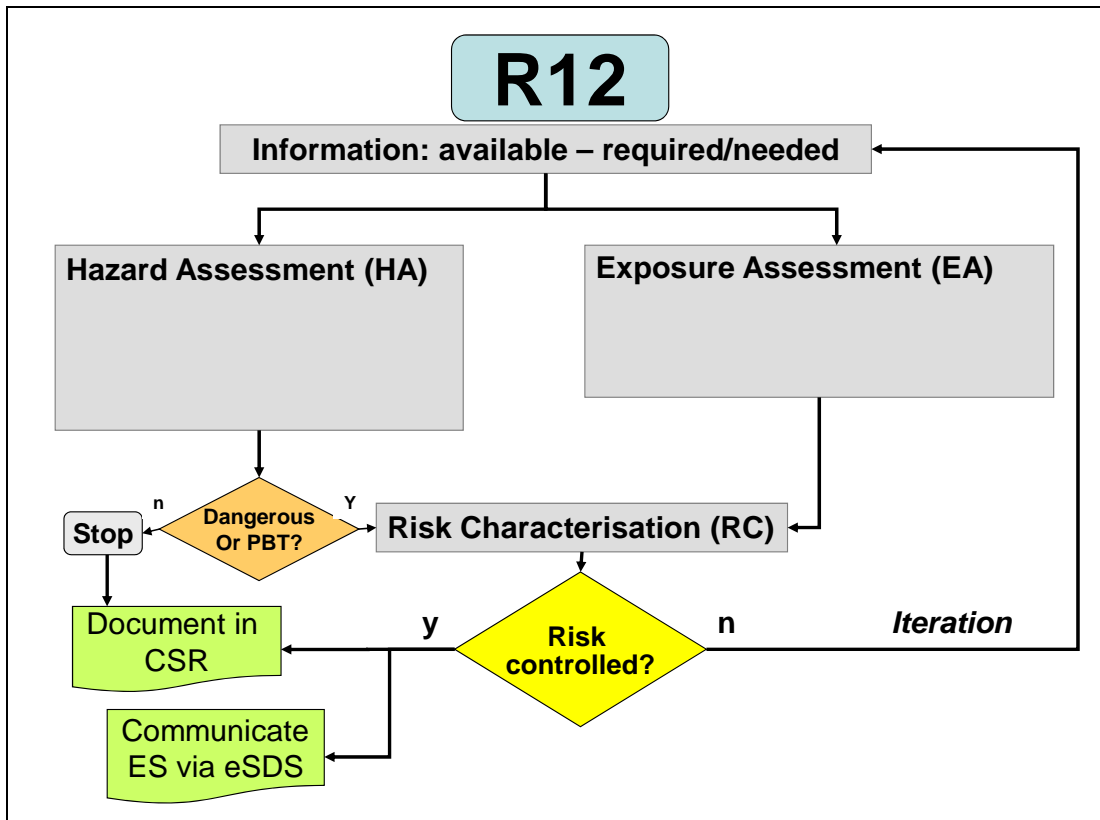 R12
Information: available – required/needed
Hazard Assessment (HA)
Exposure Assessment (EA)
n
Y
Stop
Dangerous
Or PBT?
Risk Characterisation (RC)
Document in
CSR
y
Risk
controlled?
n
Iteration
Communicate
ES via eSDS